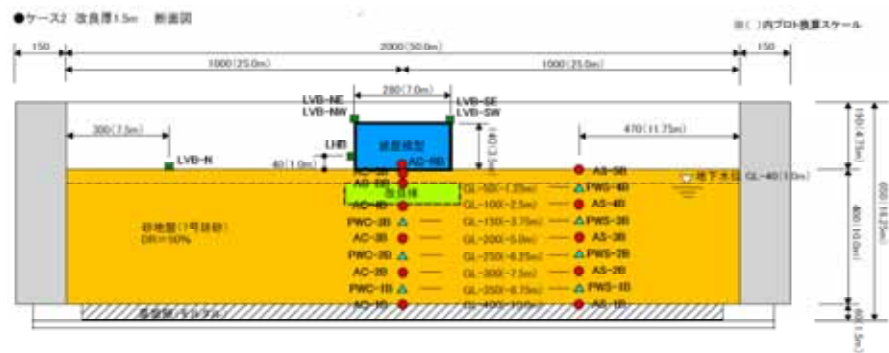 ●ケース2 改良厚1.5m 断面図
※( )内プロト換算スケール
150
2000(50.0m)
150
1000(25.0m)
1000(25.0m)
280(7.0m)
LVB-NE
LVB-NW
LVB-SE
LVB-SW
300(7.5m)
470(11.75m)
140(3.5m)
190(4.75m)
LHB
40(1.0m)
LVB-N
AC-5B
AS-5B
地下水位 GL-40(1.0m)
改良体
GL-50(-1.25m)
PWS-4B
AC-4B
GL-100(-2.5m)
AS-4B
砂地盤(7号硅砂)
DR=50%
PWC-3B
GL-150(-3.75m)
PWS-3B
AC-3B
GL-200(-5.0m)
AS-3B
PWC-2B
GL-250(-6.25m)
PWS-2B
AC-2B
GL-300(-7.5m)
AS-2B
PWC-1B
GL-350(-8.75m)
PWS-1B
AC-1B
GL-400(-10.0m)
AS-1B
400(10.0m)
650(16.25m)
60(1.5m)